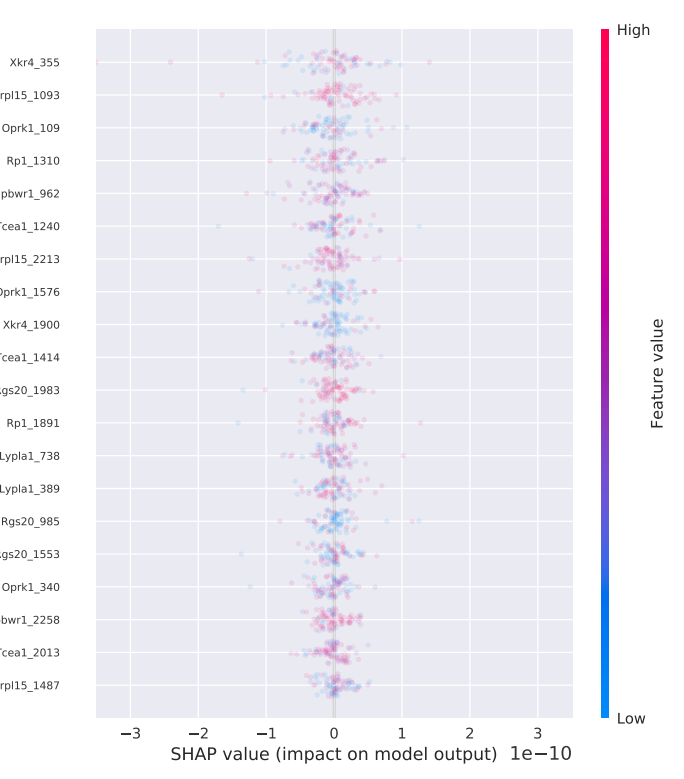 High
Xkr4_355
rpl15_1093
Oprk1_109
Rp1_1310
pbwr1_962
Tcea1_1240
rpl15_2213
Oprk1_1576
Xkr4_1900
Tcea1_1414
gs20_1983
Rp1_1891
Lypla1_738
Lypla1_389
Rgs20_985
gs20_1553
Oprk1_340
bwr1_2258
Tcea1_2013
rpl15_1487
Feature value
Low
−3 −2 −1 0 1 2 3
SHAP value (impact on model output) 1e−10